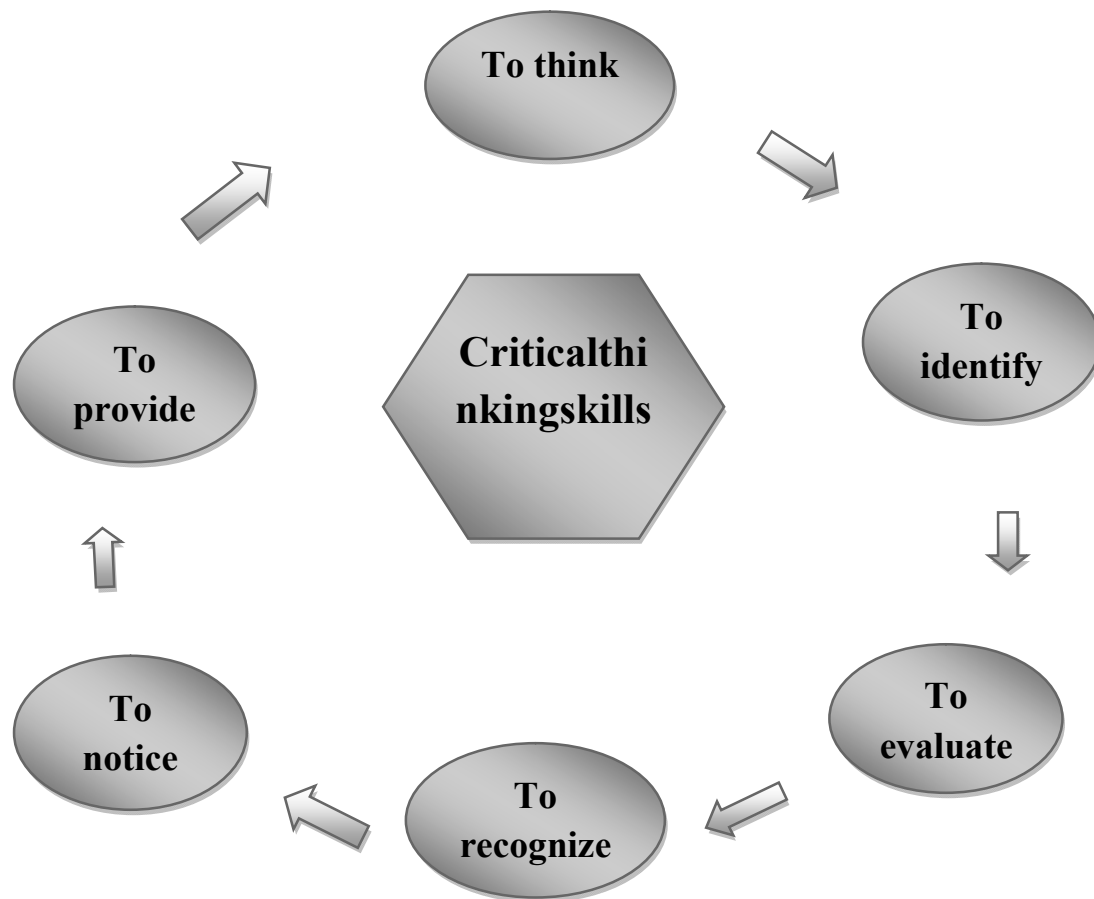 To think
To
identify
To
evaluate
To
recognize
To
notice
To
provide
Criticalthi
nkingskills